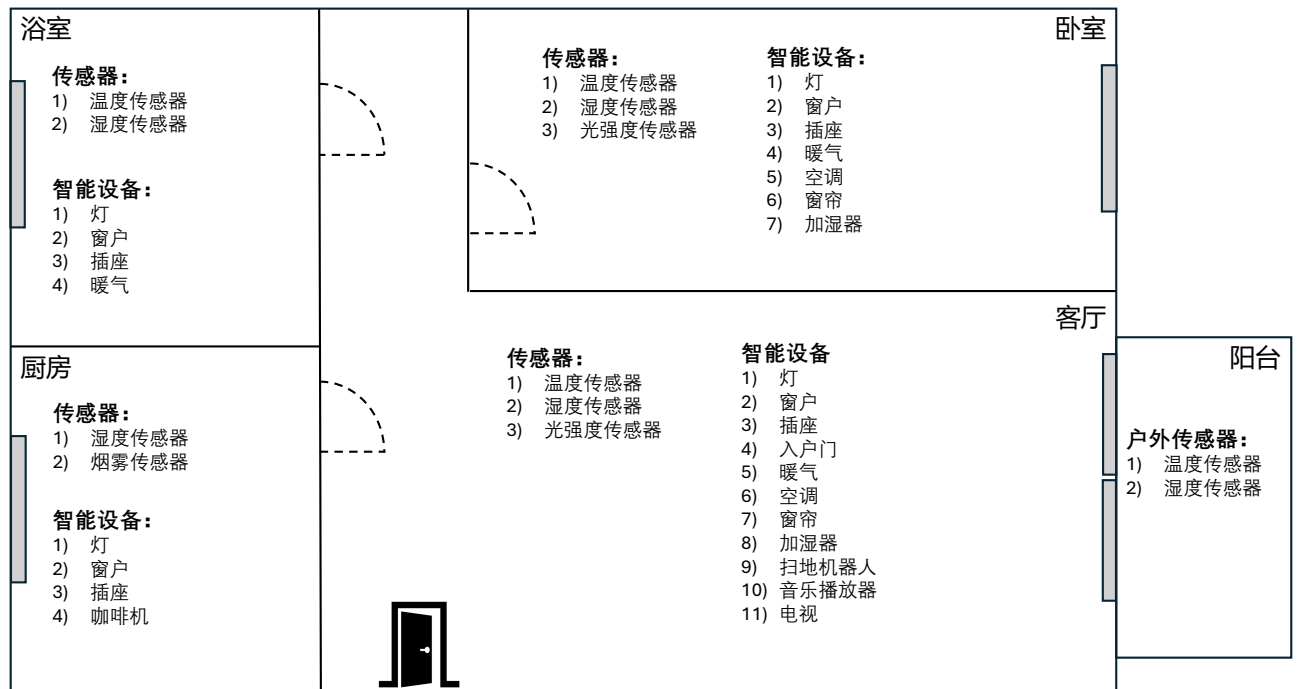 浴室
传感器：
1) 温度传感器
2) 湿度传感器
智能设备：
1) 灯
2) 窗户
3) 插座
4) 暖气
卧室
传感器：
1) 温度传感器
2) 湿度传感器
3) 光强度传感器
智能设备：
1) 灯
2) 窗户
3) 插座
4) 暖气
5) 空调
6) 窗帘
7) 加湿器
厨房
传感器：
1) 湿度传感器
2) 烟雾传感器
智能设备：
1) 灯
2) 窗户
3) 插座
4) 咖啡机
客厅
传感器：
1) 温度传感器
2) 湿度传感器
3) 光强度传感器
智能设备
1) 灯
2) 窗户
3) 插座
4) 入户门
5) 暖气
6) 空调
7) 窗帘
8) 加湿器
9) 扫地机器人
10) 音乐播放器
11) 电视
阳台
户外传感器：
1) 温度传感器
2) 湿度传感器